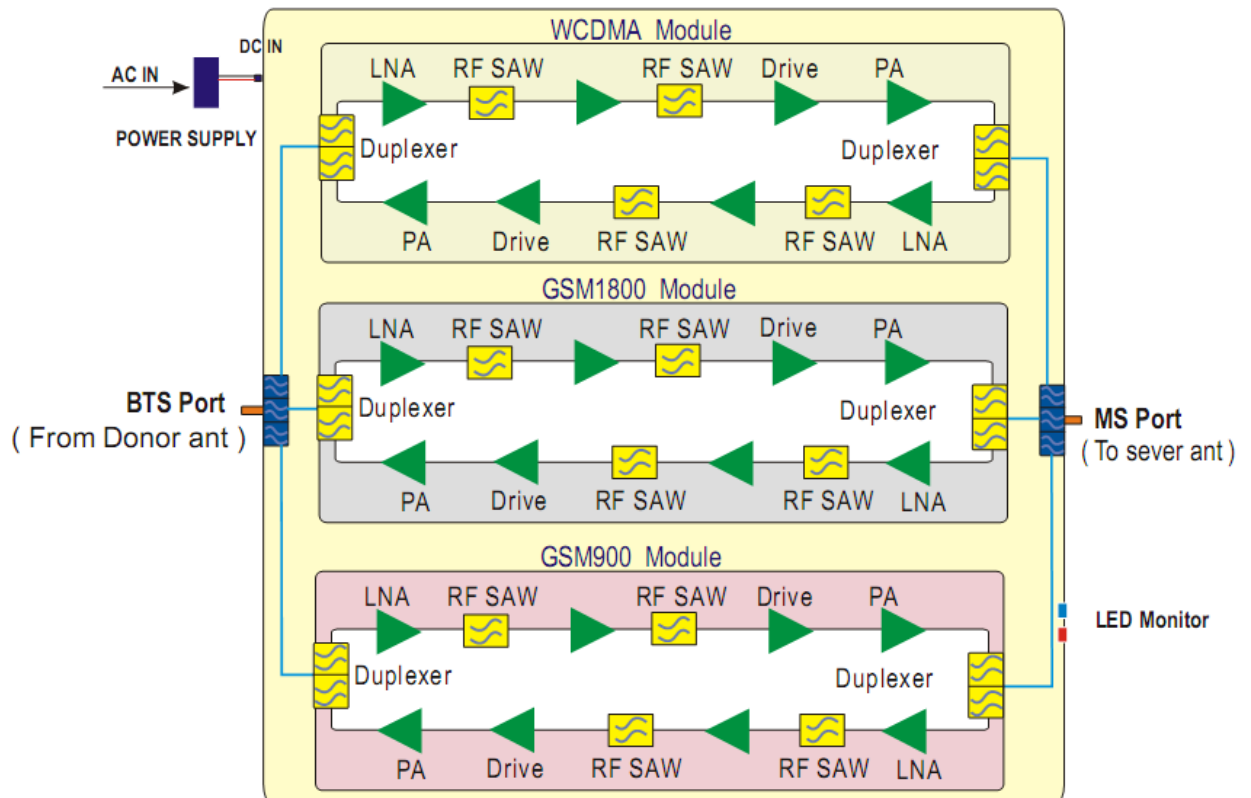 WCDMA Module
DC IN
AC IN
POWER SUPPLY
LNA RF SAW RF SAW Drive PA
Duplexer Duplexer
PA Drive RF SAW RF SAW LNA
GSM1800 Module
LNA RF SAW RF SAW Drive PA
Duplexer Duplexer
PA Drive RF SAW RF SAW LNA
BTS Port
( From Donor ant )
MS Port
( To sever ant )
GSM900 Module
LNA RF SAW RF SAW Drive PA
Duplexer Duplexer
PA Drive RF SAW RF SAW LNA
LED Monitor